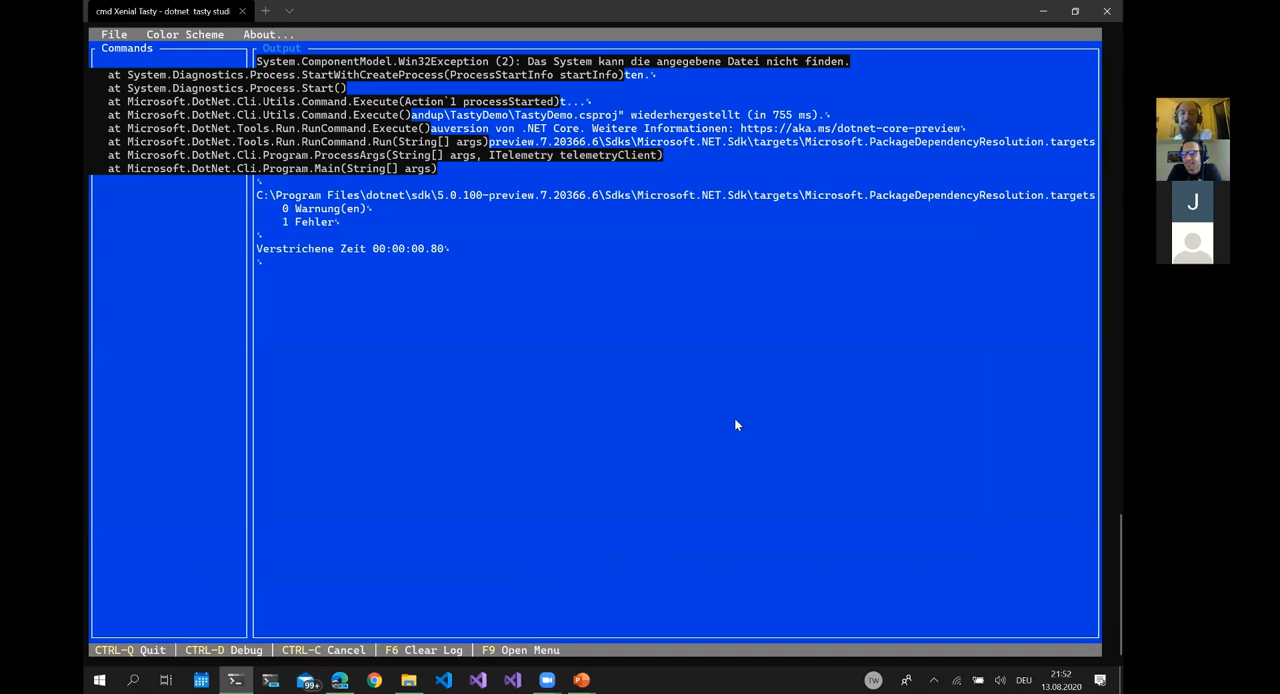 cmd Xenial Tasty - dotnet tasty studi
File Color Scheme About...
Commands
Output
System.ComponentModel.Win32Exception (2): Das System kann die angegebene Datei nicht finden.
at System.Diagnostics.Process.StartWithCreateProcess(ProcessStartInfo startInfo)ten.
at System.Diagnostics.Process.Start()
at Microsoft.DotNet.Cli.Utils.Command.Execute(Action`1 processStarted)t...
at Microsoft.DotNet.Cli.Utils.Command.Execute()andup\TastyDemo\TastyDemo.csproj" wiederhergestellt (in 755 ms).
at Microsoft.DotNet.Tools.Run.RunCommand.Execute()auversion von .NET Core. Weitere Informationen: https://aka.ms/dotnet-core-preview
at Microsoft.DotNet.Tools.Run.RunCommand.Run(String[] args)preview.7.20366.6\Sdks\Microsoft.NET.Sdk\targets\Microsoft.PackageDependencyResolution.targets
at Microsoft.DotNet.Cli.Program.ProcessArgs(String[] args, ITelemetry telemetryClient)
at Microsoft.DotNet.Cli.Program.Main(String[] args)
C:\Program Files\dotnet\sdk\5.0.100-preview.7.20366.6\Sdks\Microsoft.NET.Sdk\targets\Microsoft.PackageDependencyResolution.targets
0 Warnung(en)
1 Fehler
Verstrichene Zeit 00:00:00.80
CTRL-Q Quit | CTRL-D Debug | CTRL-C Cancel | F6 Clear Log | F9 Open Menu
J
99+
TW
DEU
21:52
13.08.2020